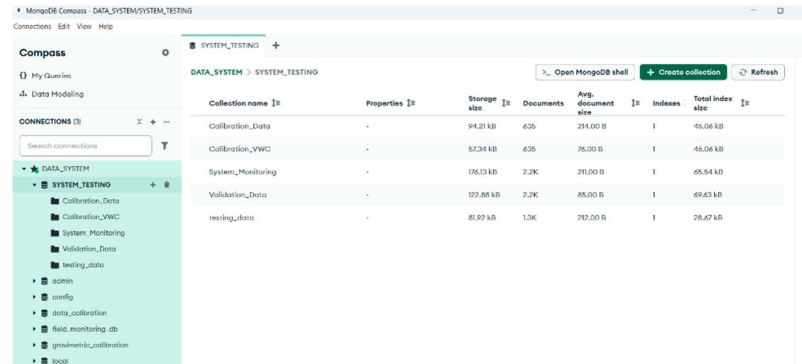 MongoDB Compass - DATA_SYSTEM/SYSTEM_TESTING
Connections Edit View Help
Compass
SYSTEM_TESTING +
{} My Queries
Data Modeling
DATA_SYSTEM > SYSTEM_TESTING
>_ Open MongoDB shell
+ Create collection
Refresh
CONNECTIONS (3)
Search connections
Collection name Properties Storage size Documents Avg. document size Indexes Total index size
Calibration_Data - 94.21 kB 635 214.00 B 1 45.06 kB
Calibration_VWC - 57.34 kB 635 76.00 B 1 45.06 kB
System_Monitoring - 176.13 kB 2.2K 211.00 B 1 65.54 kB
Validation_Data - 122.88 kB 2.2K 85.00 B 1 69.63 kB
testing_data - 81.92 kB 1.3K 212.00 B 1 28.67 kB
DATA_SYSTEM
SYSTEM_TESTING
Calibration_Data
Calibration_VWC
System_Monitoring
Validation_Data
testing_data
admin
config
data_calibration
field_monitoring_db
gravimetric_calibration
local